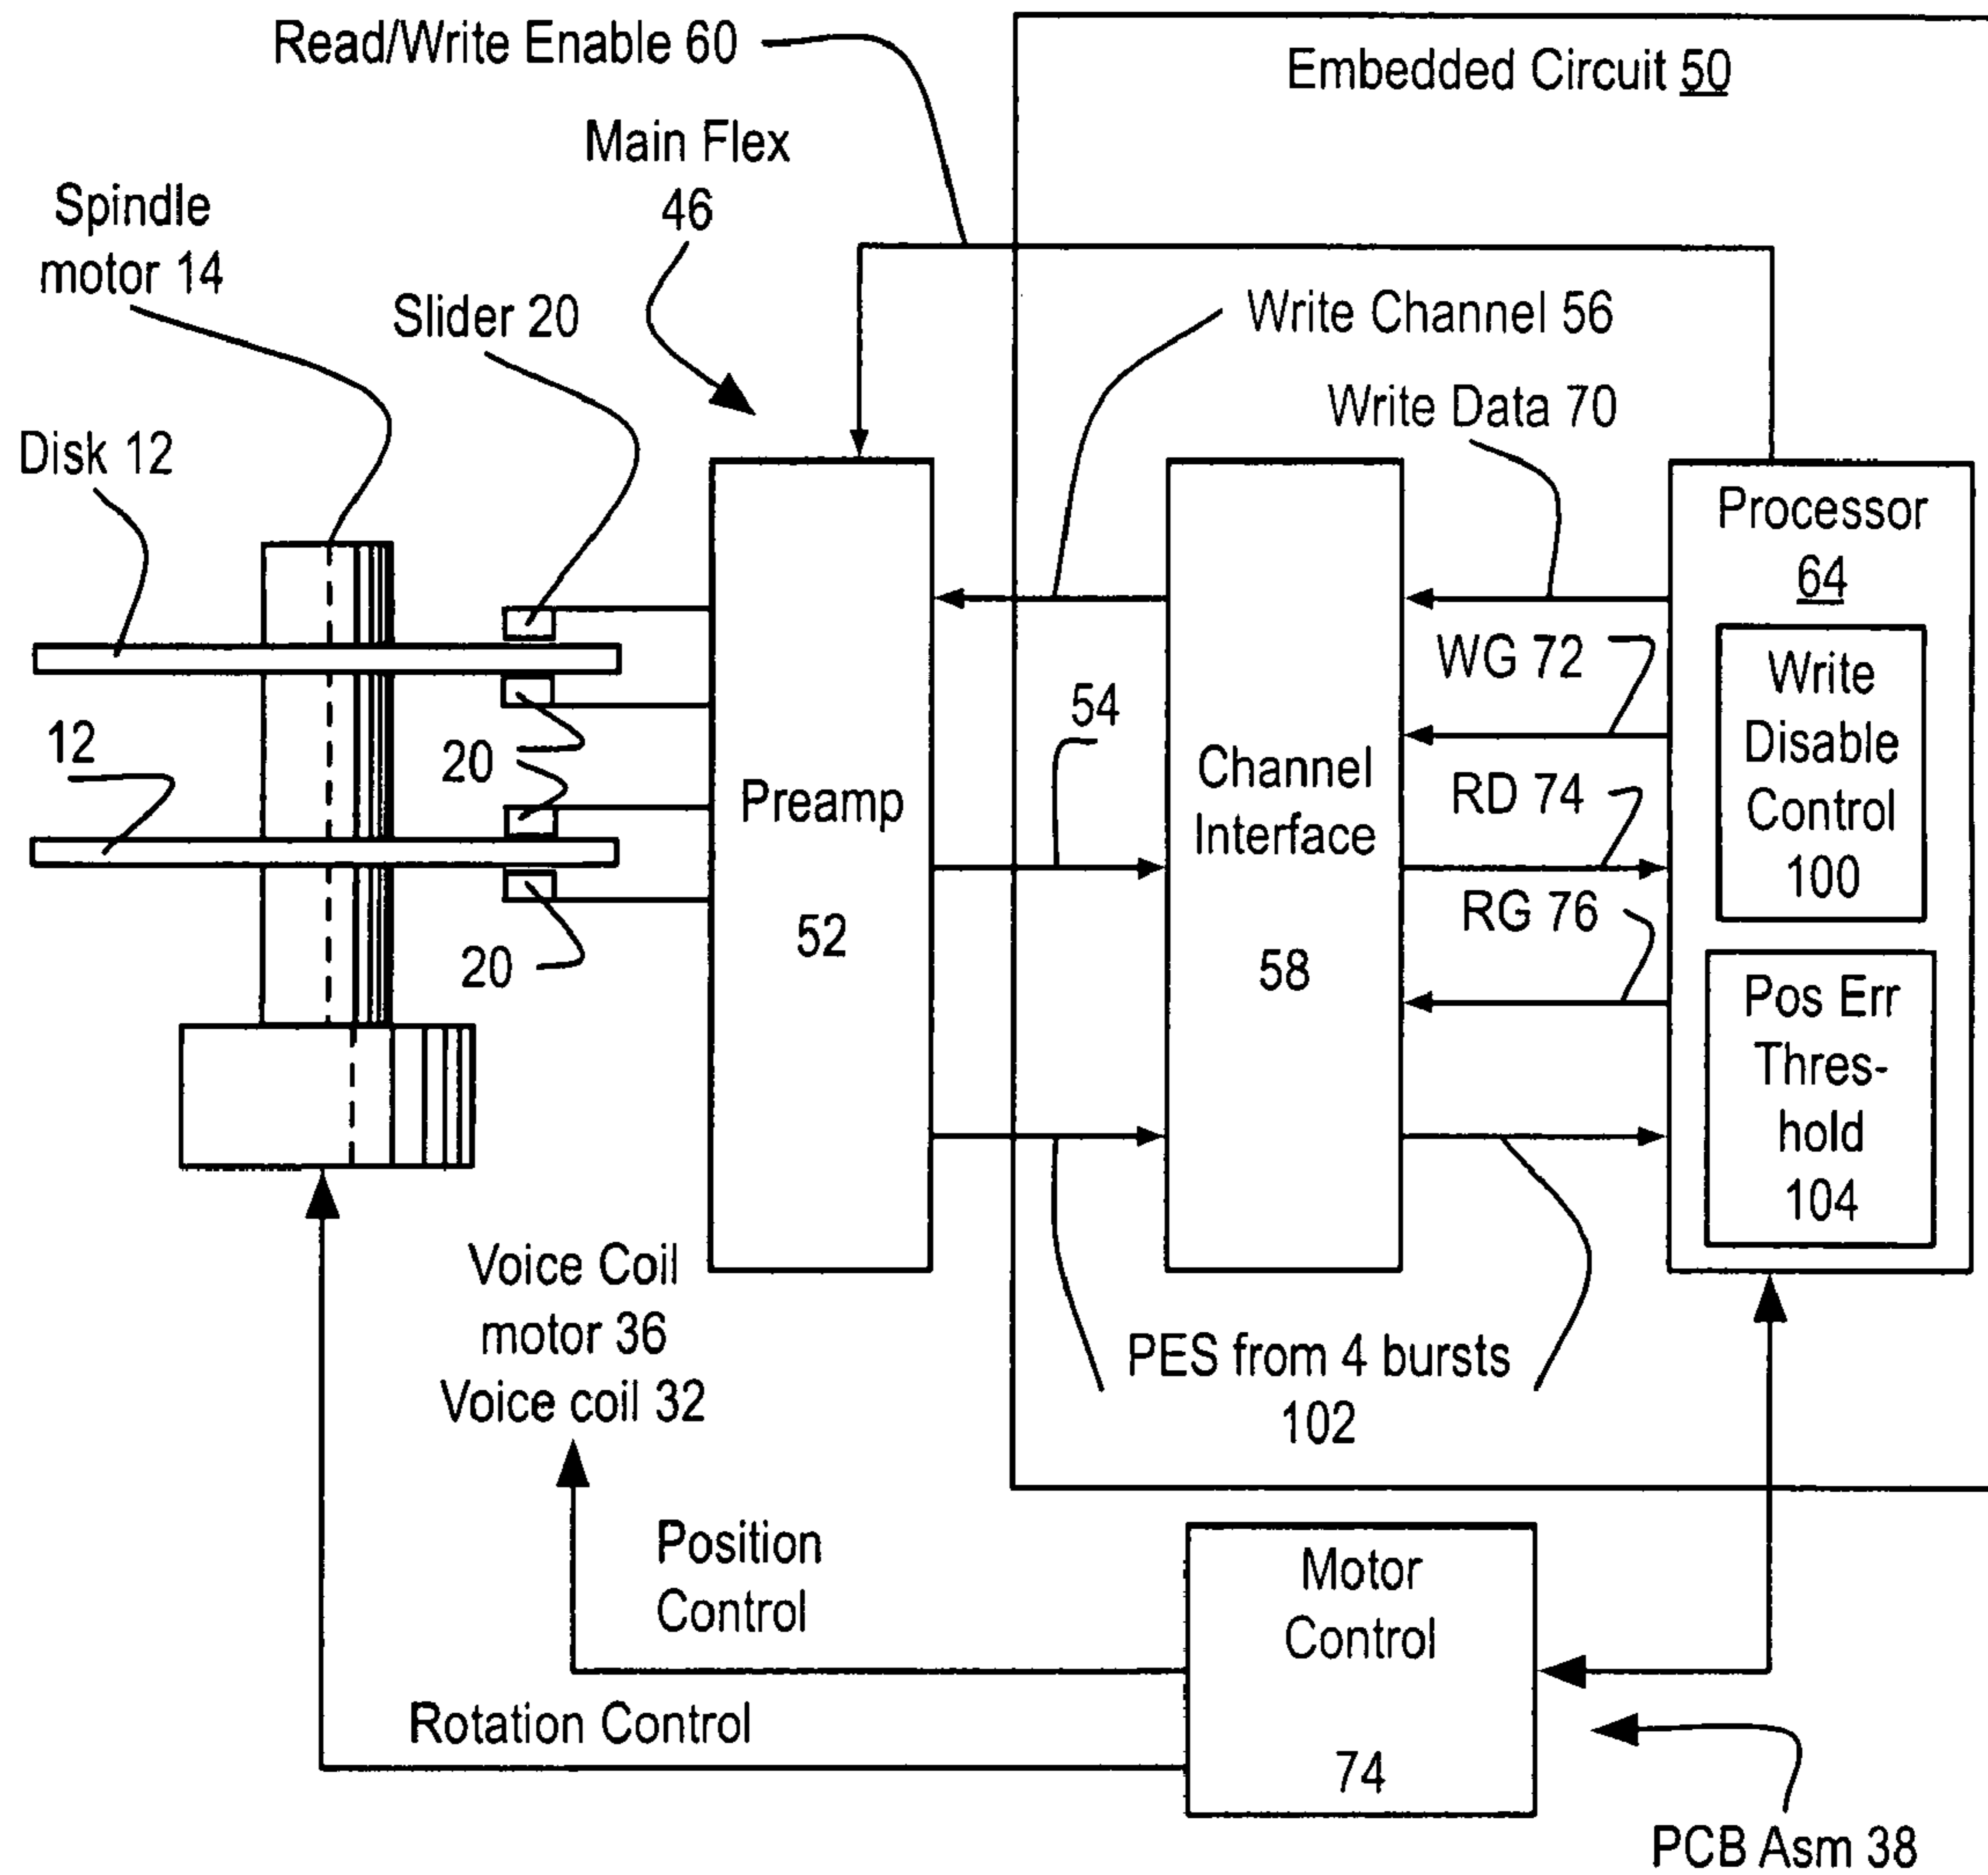 Read/Write Enable 60
Embedded Circuit 50
Main Flex
46
Spindle
motor 14
Slider 20
Write Channel 56
Write Data 70
Disk 12
Processor
64
WG 72
Write
Disable
Control
100
54
12
20
Preamp
52
Channel
Interface
58
RD 74
RG 76
20
Pos Err
Thres-
hold
104
Voice Coil
motor 36
Voice coil 32
PES from 4 bursts
102
Position
Control
Motor
Control
74
Rotation Control
PCB Asm 38